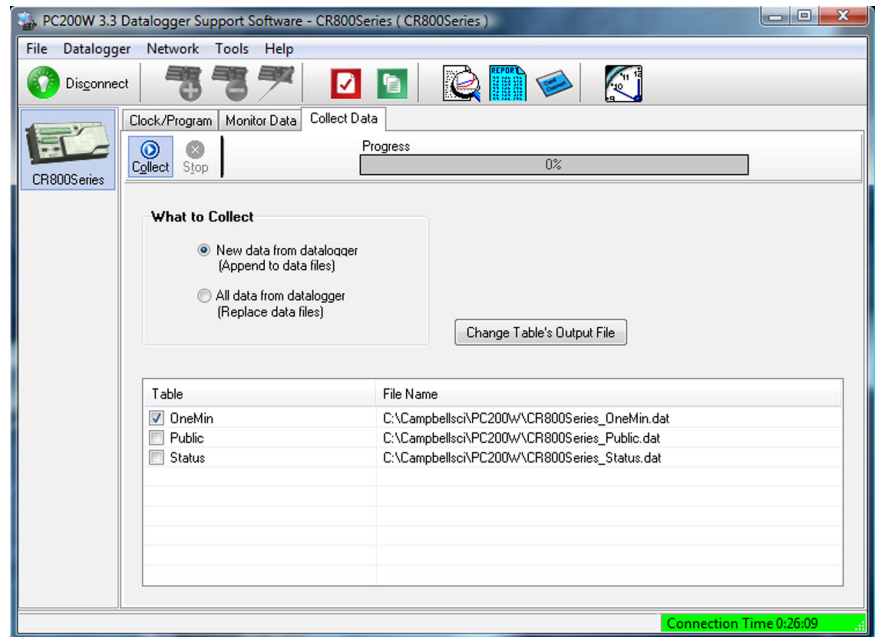 PC200W 3.3 Datalogger Support Software - CR800Series ( CR800Series )
File Datalogger Network Tools Help
Disconnect
REPORT
CR800Series
Clock/Program Monitor Data Collect Data
Collect Stop
Progress
0%
What to Collect
New data from datalogger
(Append to data files)
All data from datalogger
(Replace data files)
Change Table's Output File
Table File Name
OneMin C:\Campbellsci\PC200W\CR800Series_OneMin.dat
Public C:\Campbellsci\PC200W\CR800Series_Public.dat
Status C:\Campbellsci\PC200W\CR800Series_Status.dat
Connection Time 0:26:09